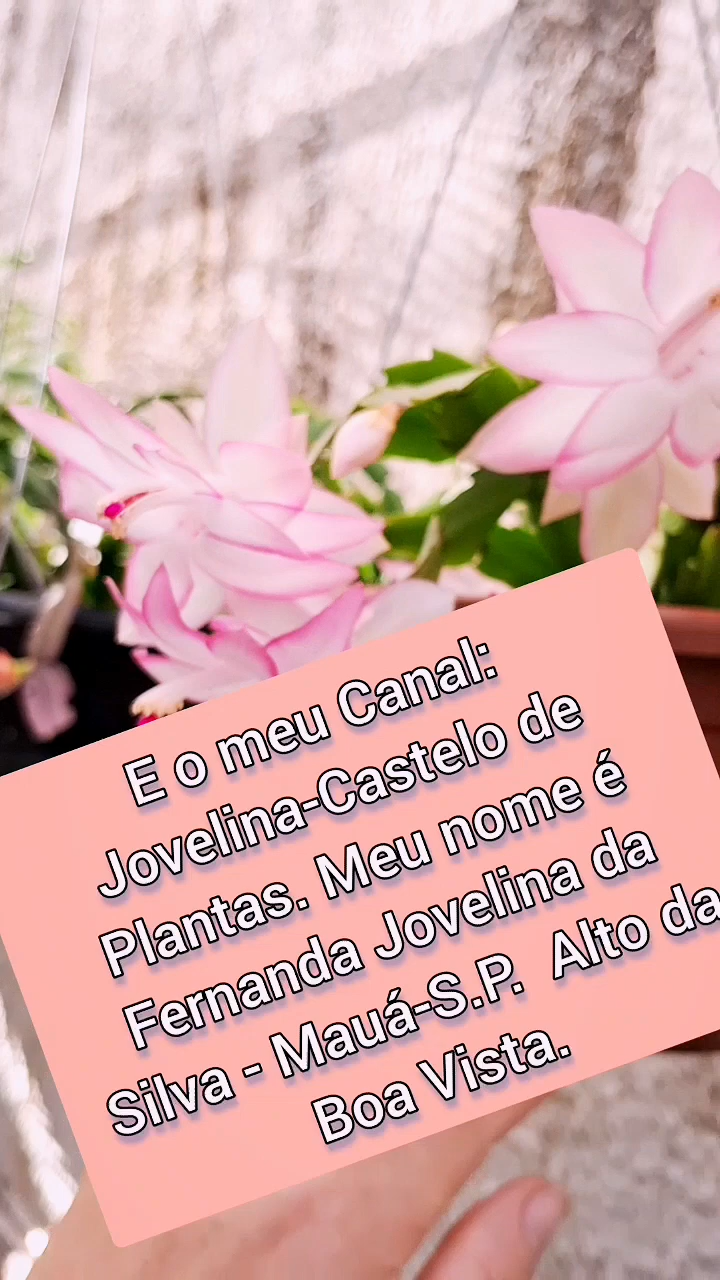 E o meu Canal:
Jovelina-Castelo de
Plantas. Meu nome é
Fernanda Jovelina da
Silva - Mauá-S.P.  Alto da
Boa Vista.